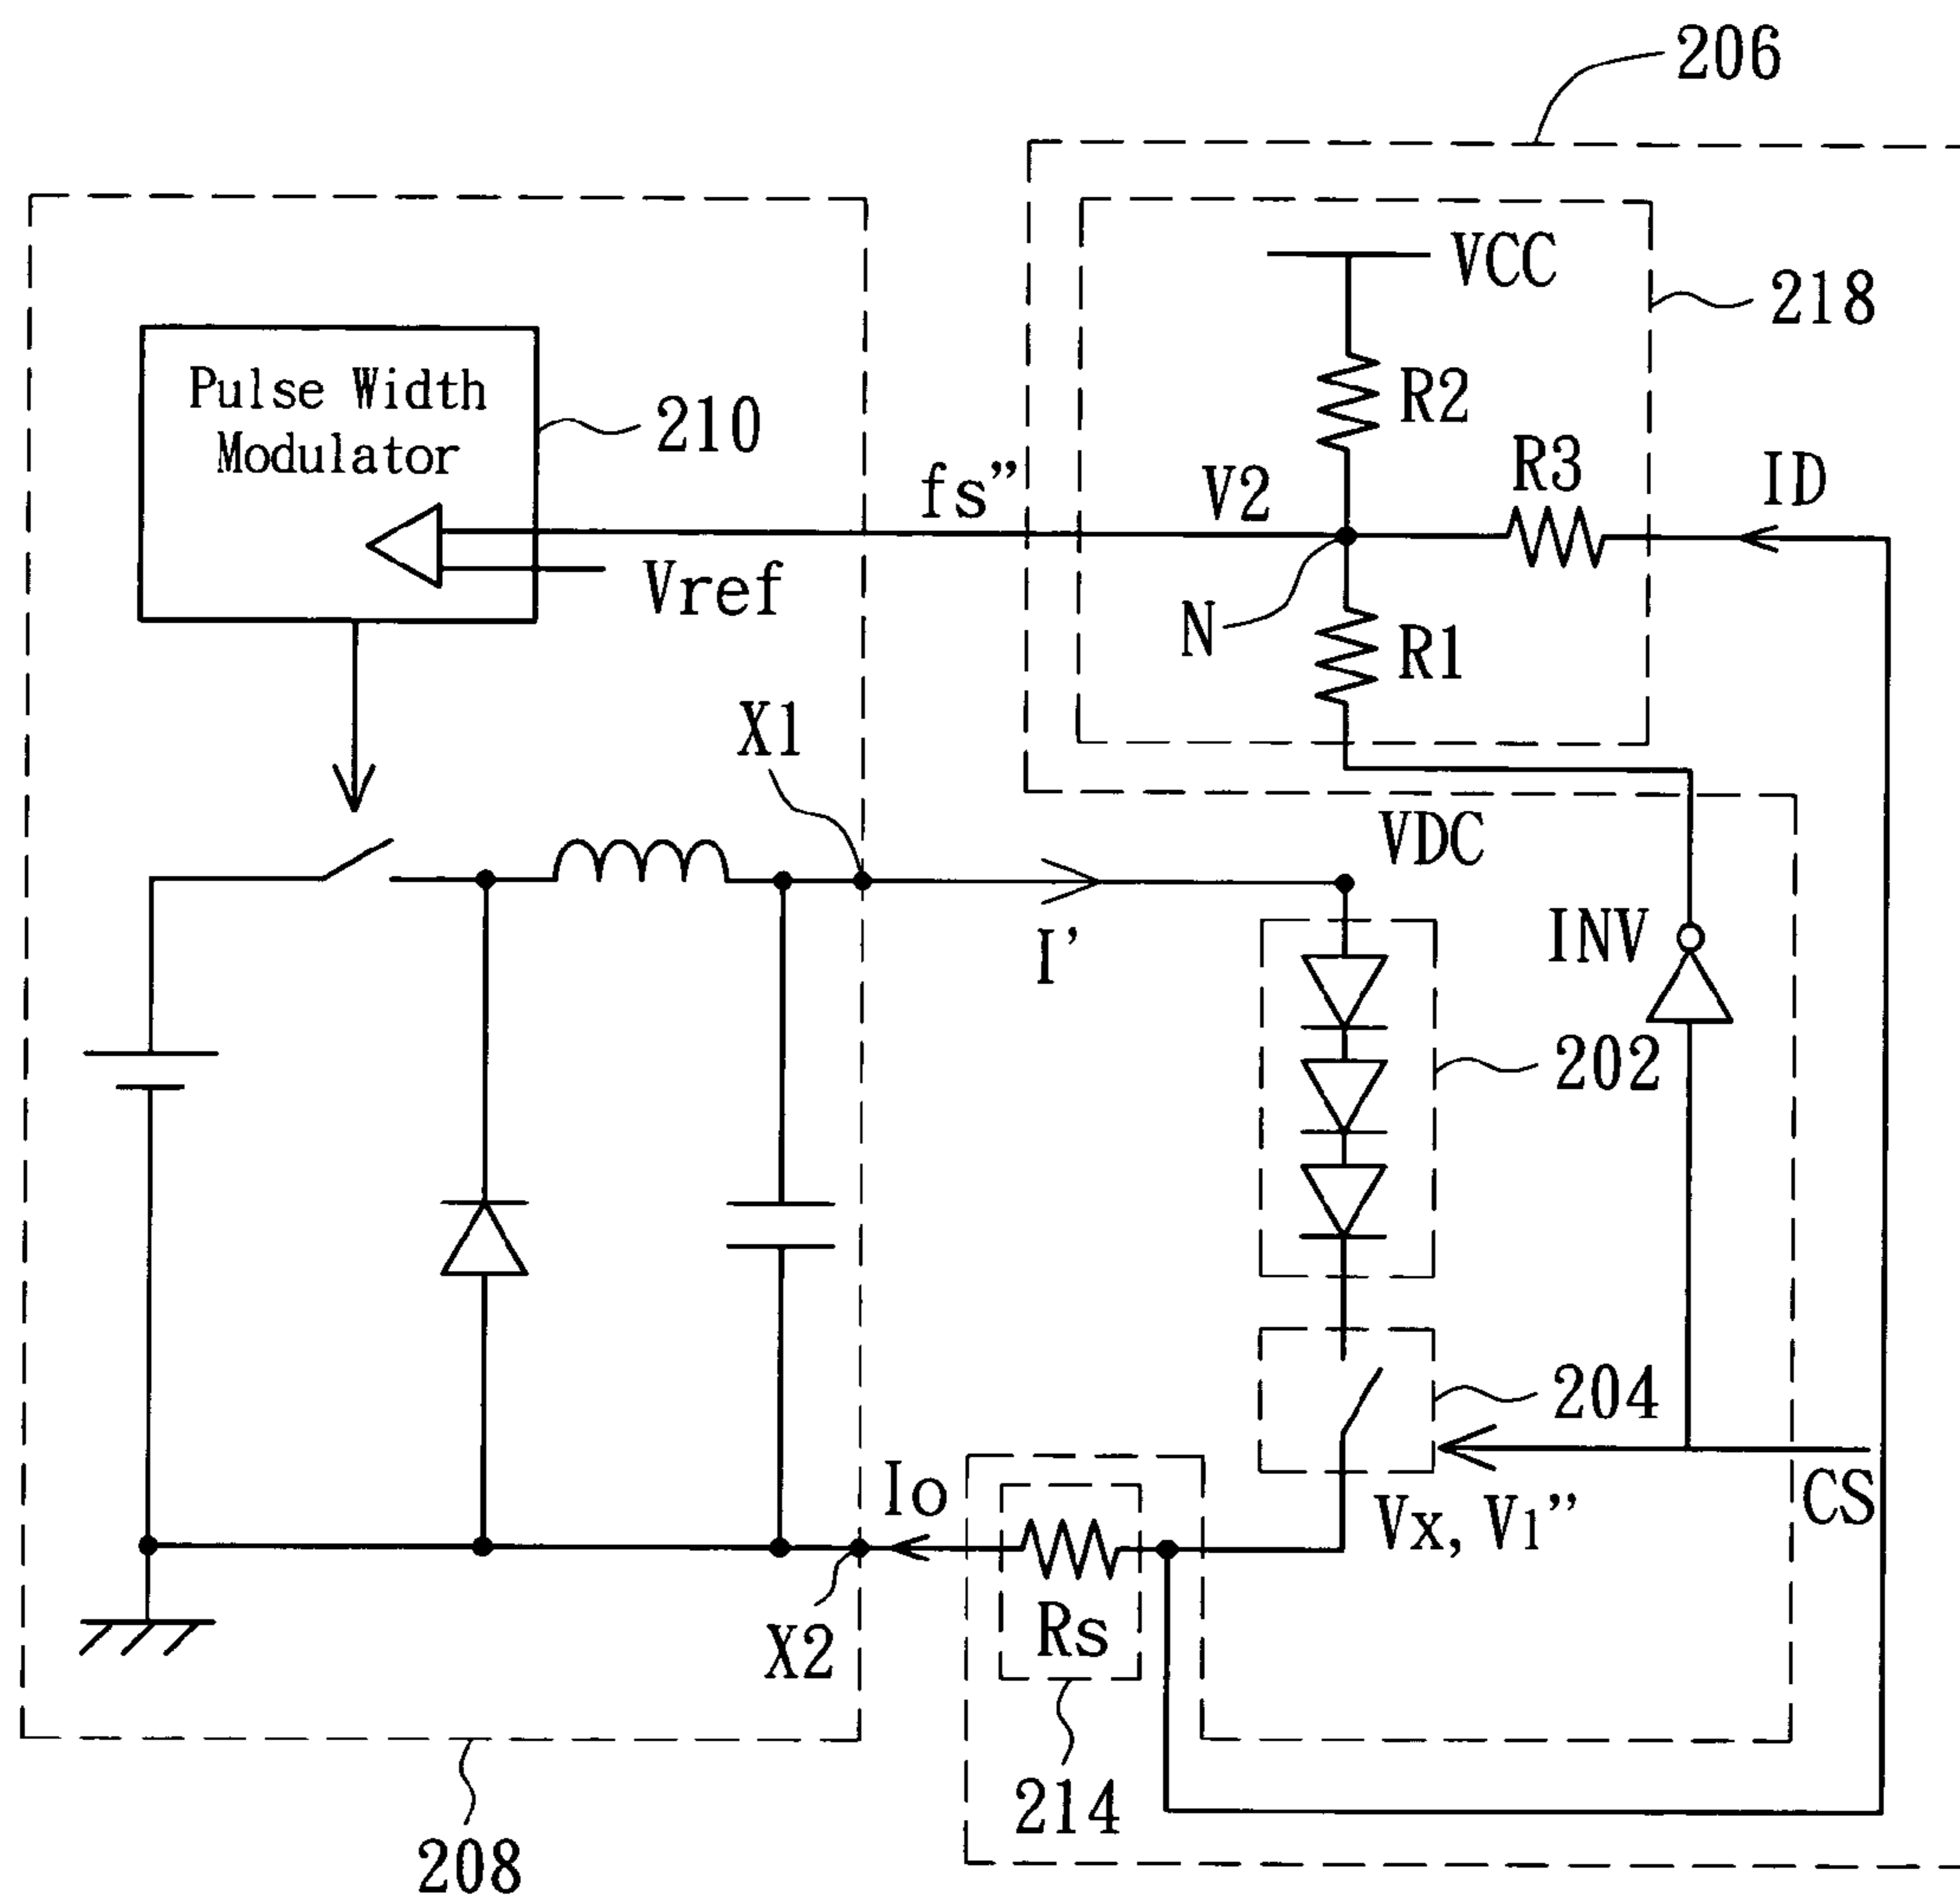 206
VCC
218
Pulse Width
Modulator
210
R2
fs”
V2
R3
ID
Vref
N
R1
X1
VDC
I’
INV
202
204
Io
Vx, V1”
CS
Rs
X2
214
208